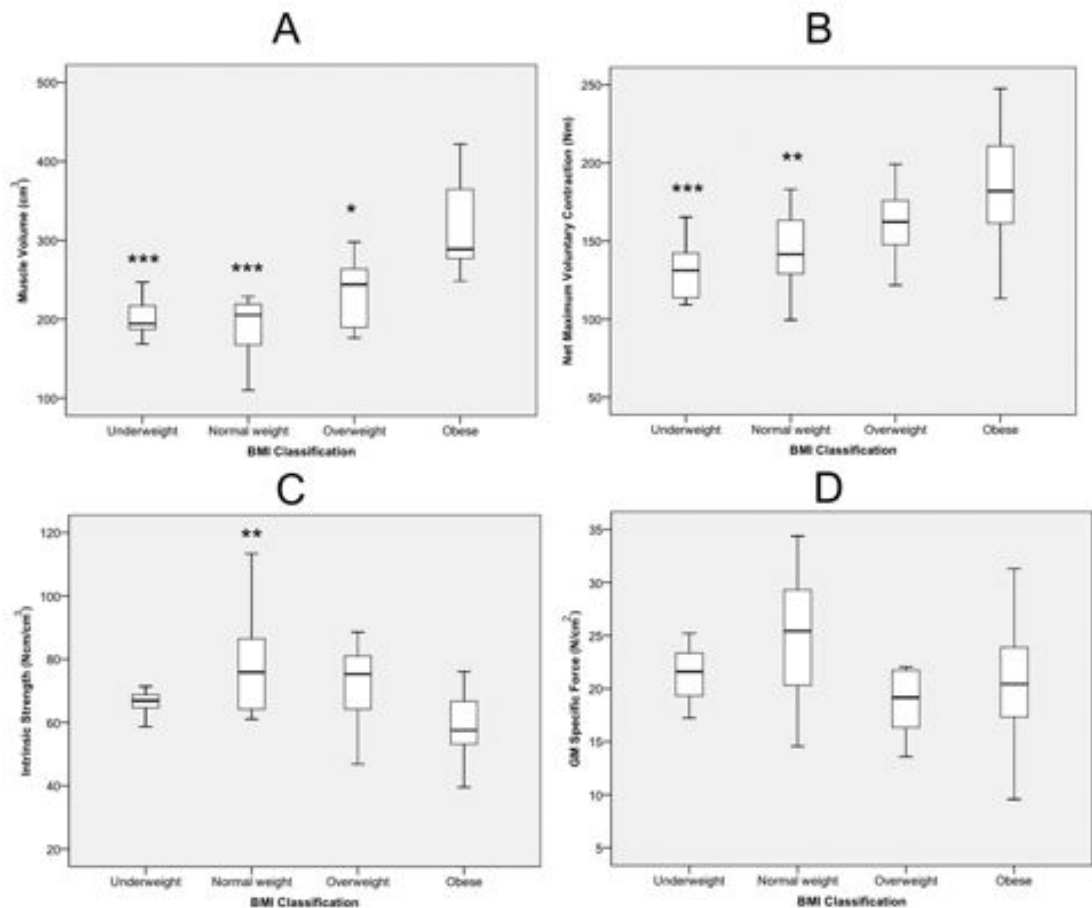 A
Muscle Volume (cm³)
500
400
300
200
100
***
***
*
Underweight Normal weight Overweight Obese
BMI Classification
B
Net Maximum Voluntary Contraction (Nm)
250
200
150
100
50
***
**
Underweight Normal weight Overweight Obese
BMI Classification
C
Intrinsic Strength (Ncm/cm³)
120
100
80
60
40
20
**
Underweight Normal weight Overweight Obese
BMI Classification
D
GM Specific Force (N/cm²)
35
30
25
20
15
10
5
Underweight Normal weight Overweight Obese
BMI Classification